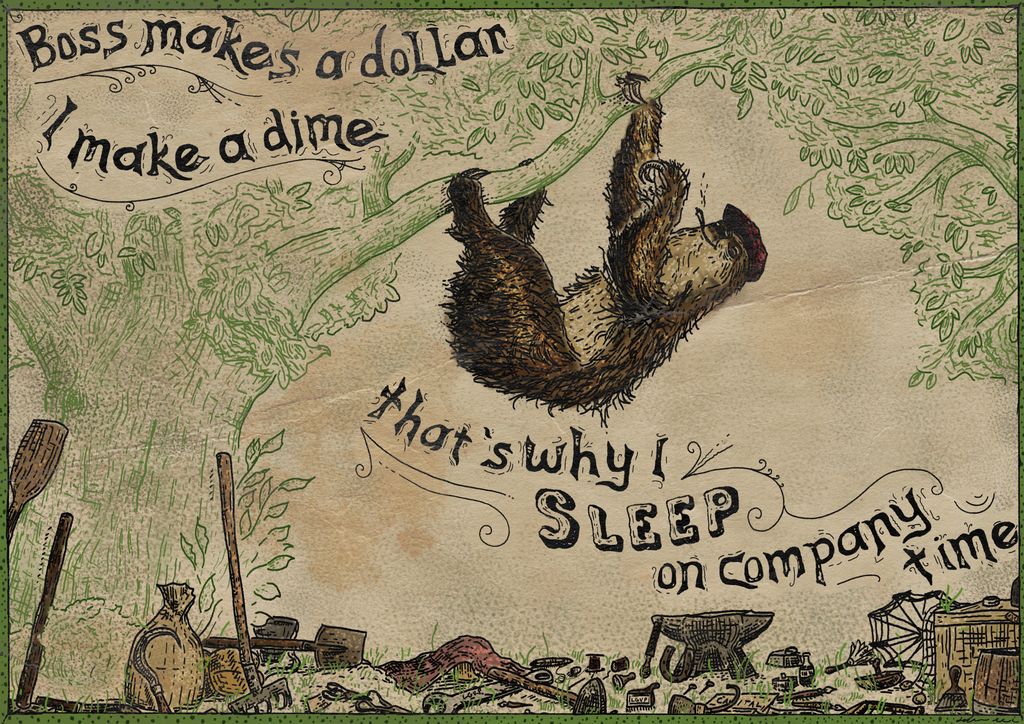 Boss makes a dollar
I make a dime
that's why I
SLEEP
on company
time